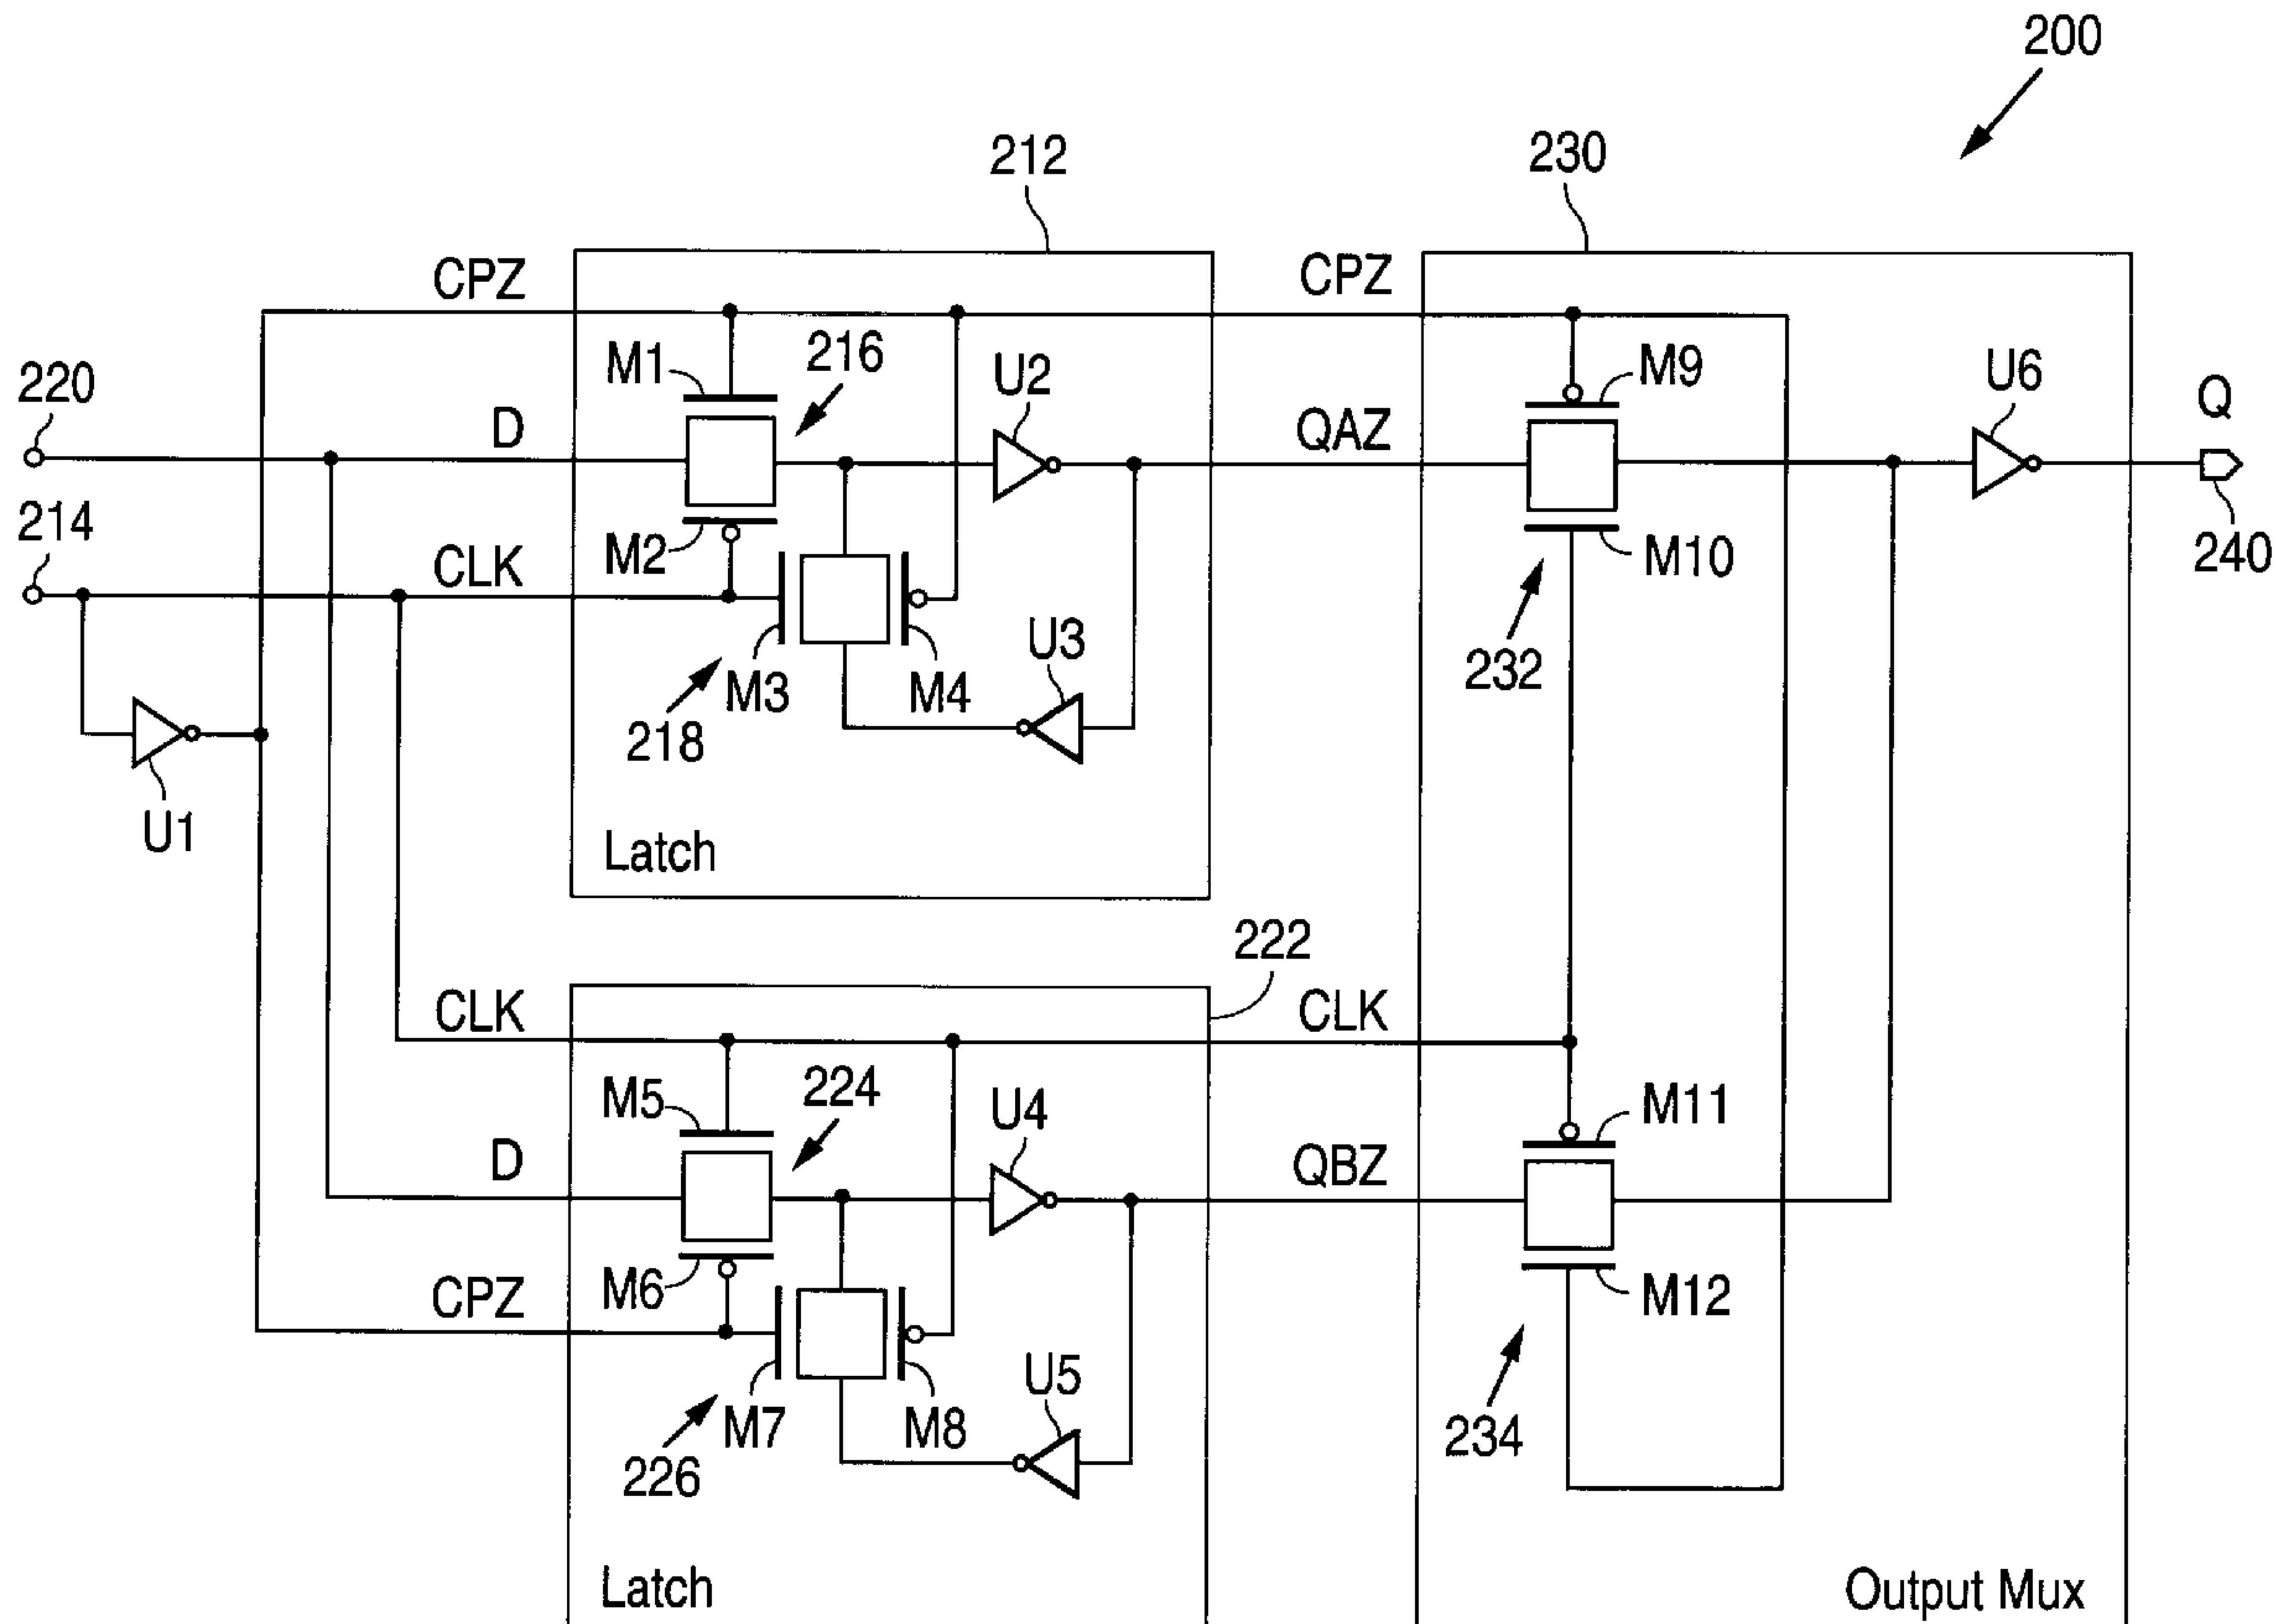 200
212
230
CPZ
CPZ
M1
216
U2
M9
U6
220
D
QAZ
Q
214
M2
CLK
M10
240
U3
232
M3
M4
218
U1
Latch
222
CLK
CLK
M5
224
U4
M11
D
QBZ
M6
CPZ
M12
U5
M7
M8
234
226
Latch
Output Mux